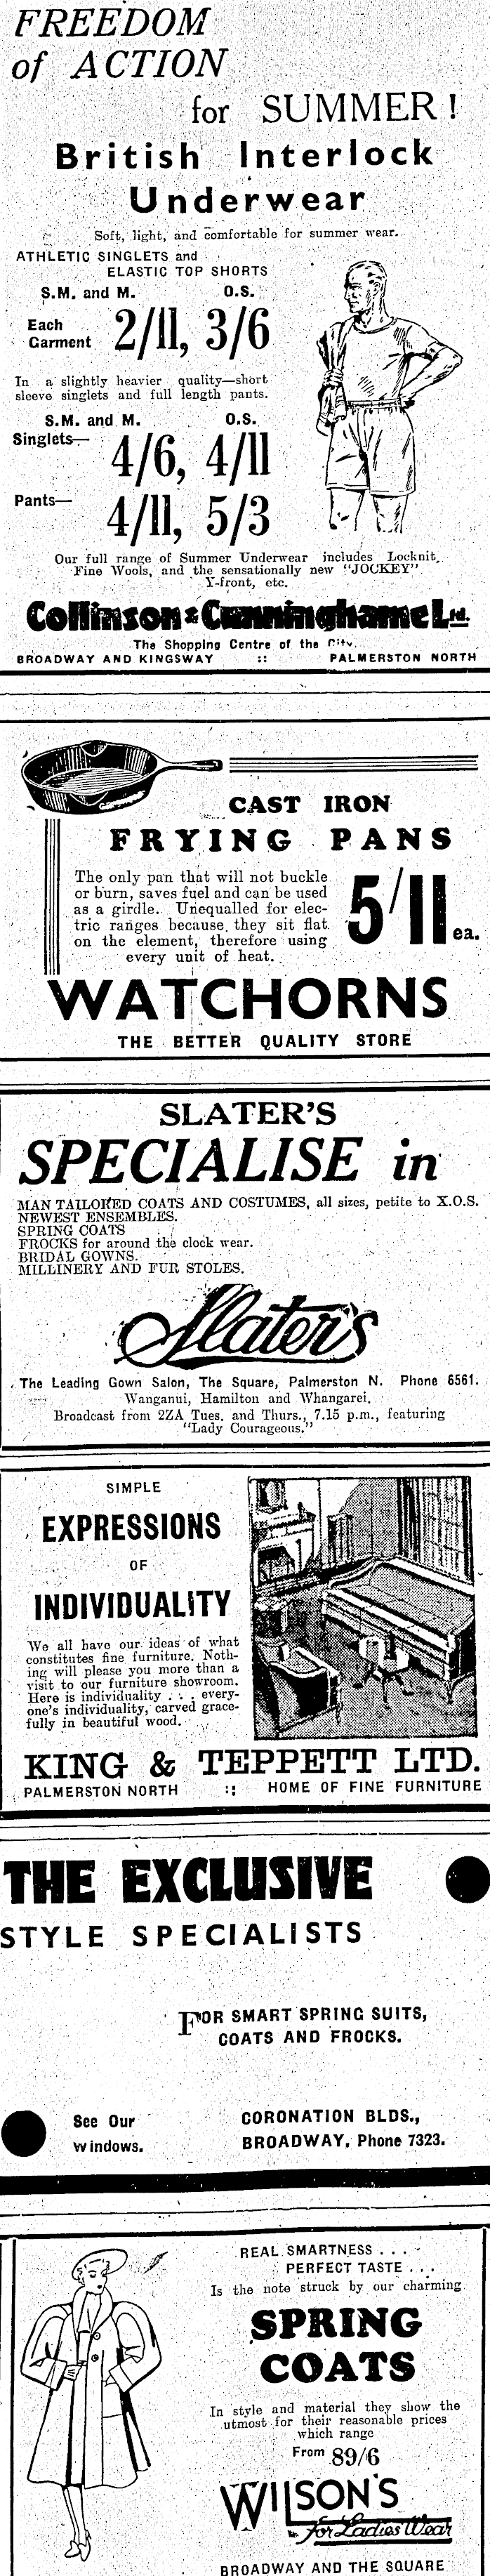 FREEDOM
of ACTION
for SUMMER!
British Interlock
Underwear
Soft, light, and comfortable for summer wear.
ATHLETIC SINGLETS and
ELASTIC TOP SHORTS
S.M. and M. O.S.
Each
Garment 2/11, 3/6
In a slightly heavier quality—short
sleeve singlets and full length pants.
S.M. and M. O.S.
Singlets—
4/6, 4/11
Pants—
4/11, 5/3
Our full range of Summer Underwear includes Locknit,
Fine Wools, and the sensationally new "JOCKEY"
Y-front, etc.
Collinson & Cunninghame Ltd.
The Shopping Centre of the City.
BROADWAY AND KINGSWAY :: PALMERSTON NORTH
CAST IRON
FRYING PANS
The only pan that will not buckle
or burn, saves fuel and can be used
as a girdle. Unequalled for elec-
tric ranges because they sit flat
on the element, therefore using
every unit of heat.
5/11 ea.
WATCHORNS
THE BETTER QUALITY STORE
SLATER'S
SPECIALISE in
MAN TAILORED COATS AND COSTUMES, all sizes, petite to X.O.S.
NEWEST ENSEMBLES.
SPRING COATS
FROCKS for around the clock wear.
BRIDAL GOWNS.
MILLINERY AND FUR STOLES.
Slater's
The Leading Gown Salon, The Square, Palmerston N. Phone 6561.
Wanganui, Hamilton and Whangarei.
Broadcast from 2ZA Tues. and Thurs., 7.15 p.m., featuring
"Lady Courageous."
SIMPLE
EXPRESSIONS
OF
INDIVIDUALITY
We all have our ideas of what
constitutes fine furniture. Noth-
ing will please you more than a
visit to our furniture showroom.
Here is individuality . . . every-
one's individuality, carved grace-
fully in beautiful wood.
KING & TEPPETT LTD.
PALMERSTON NORTH :: HOME OF FINE FURNITURE
THE EXCLUSIVE
STYLE SPECIALISTS
FOR SMART SPRING SUITS,
COATS AND FROCKS.
See Our
Windows.
CORONATION BLDS.,
BROADWAY, Phone 7323.
REAL SMARTNESS . . . .
PERFECT TASTE . . .
Is the note struck by our charming
SPRING
COATS
In style and material they show the
utmost for their reasonable prices
which range
From 89/6
WILSON'S
for Ladies Wear
BROADWAY AND THE SQUARE